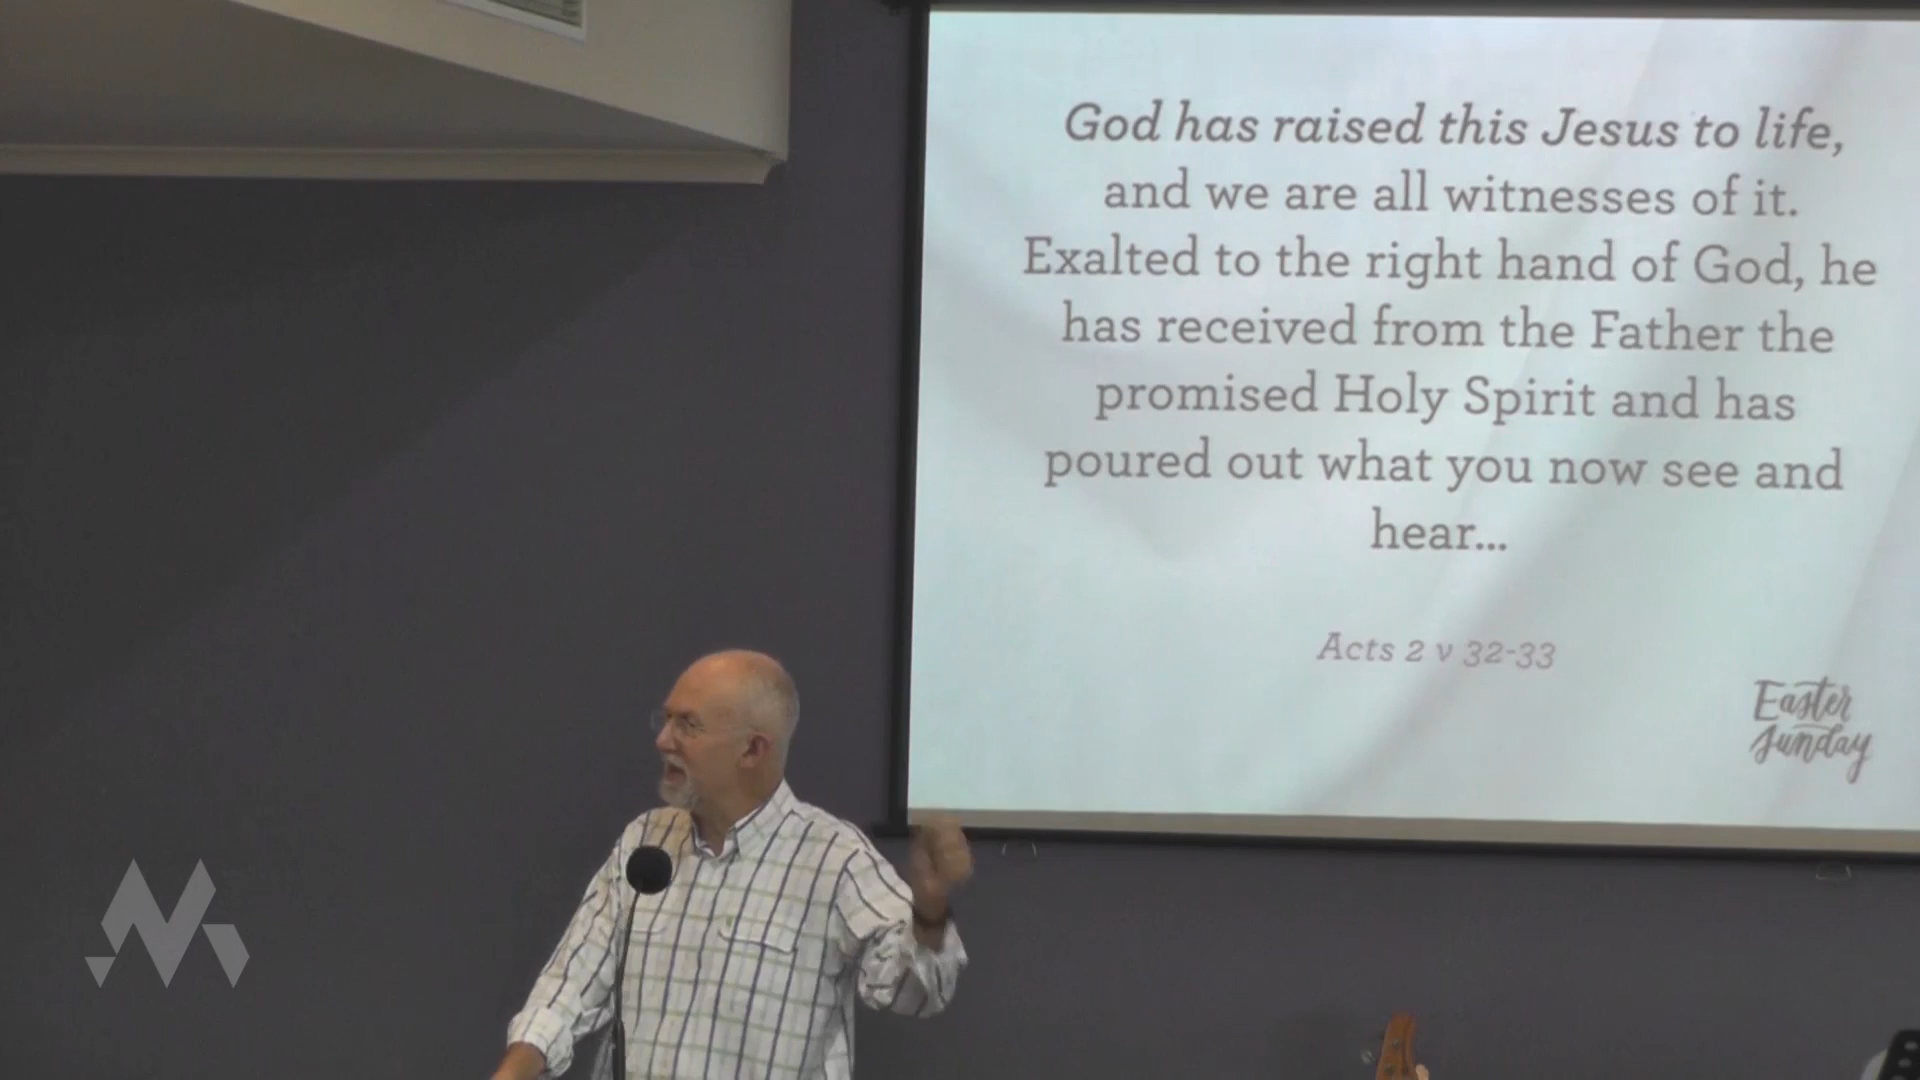 God has raised this Jesus to life,
and we are all witnesses of it.
Exalted to the right hand of God, he
has received from the Father the
promised Holy Spirit and has
poured out what you now see and
hear...
Acts 2 v 32-33
Easter
Sunday